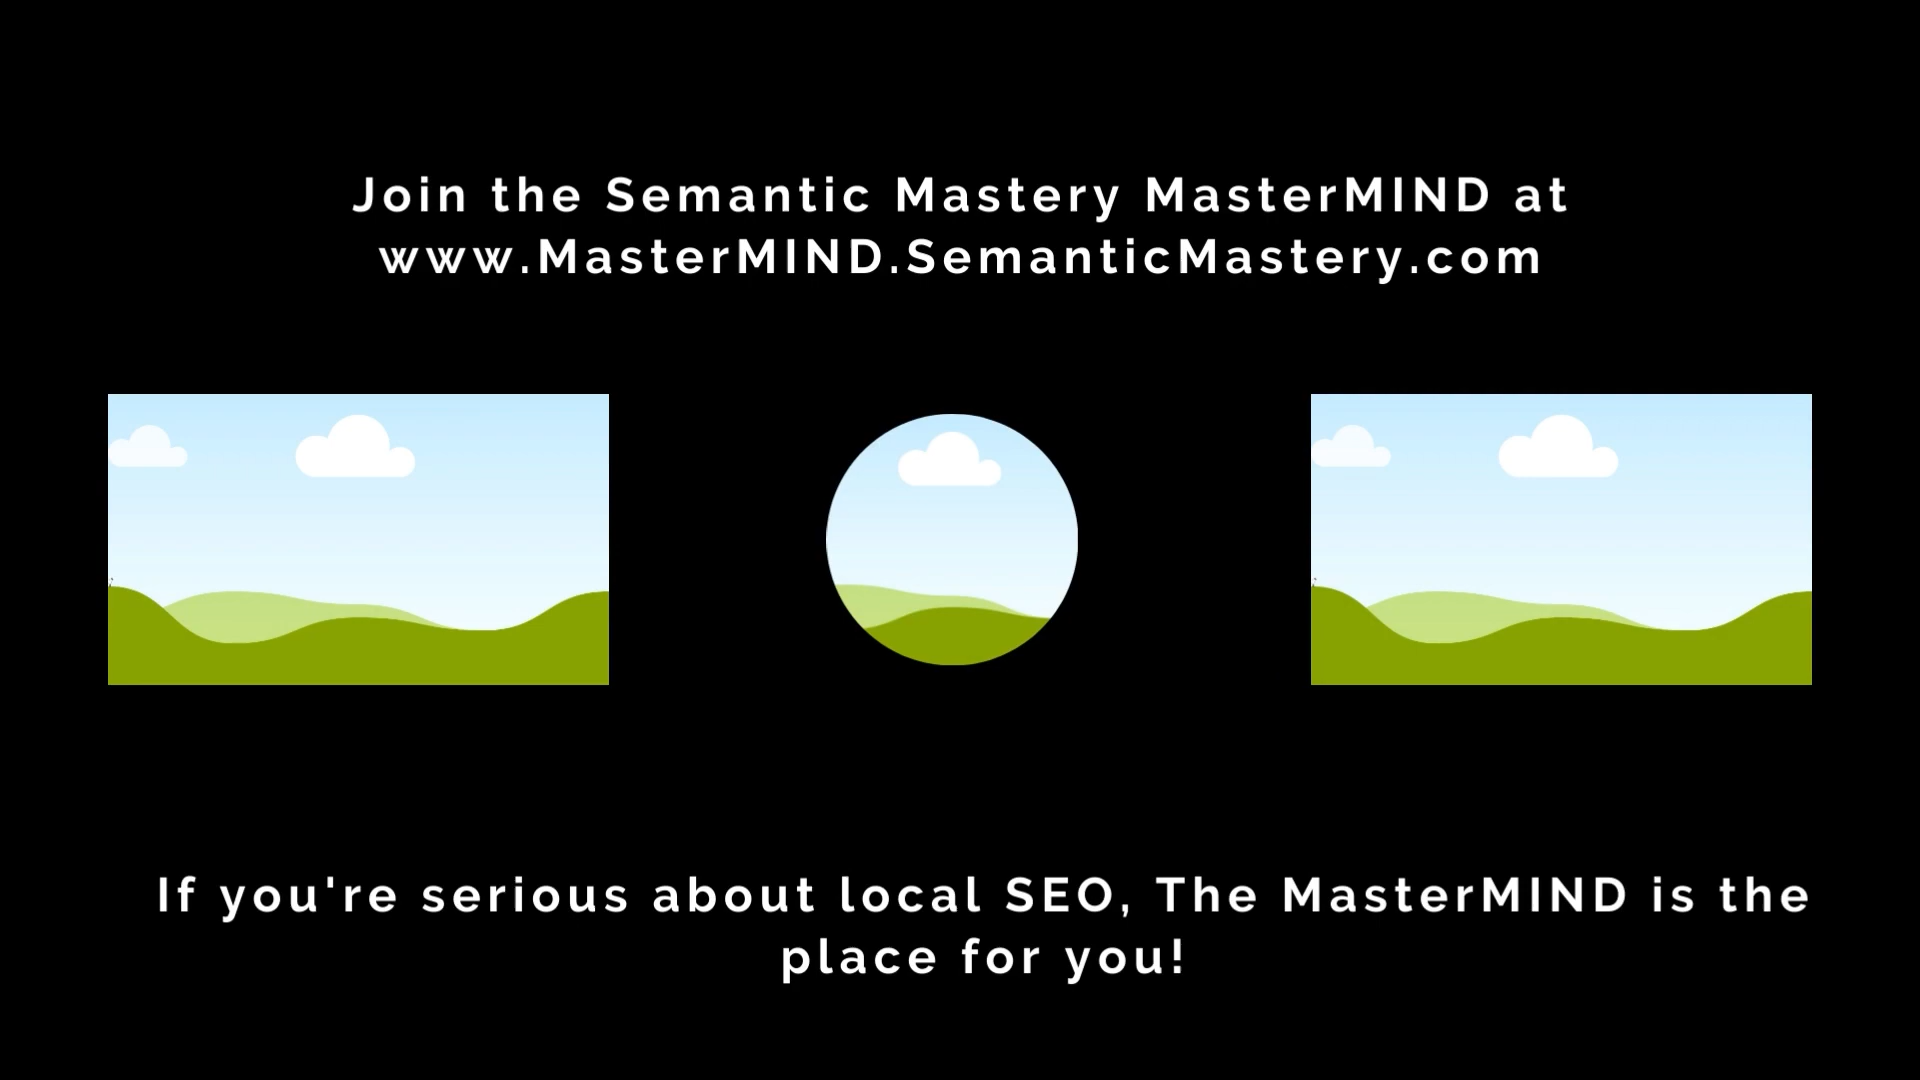 Join the Semantic Mastery MasterMIND at
www.MasterMIND.SemanticMastery.com
If you're serious about local SEO, The MasterMIND is the
place for you!